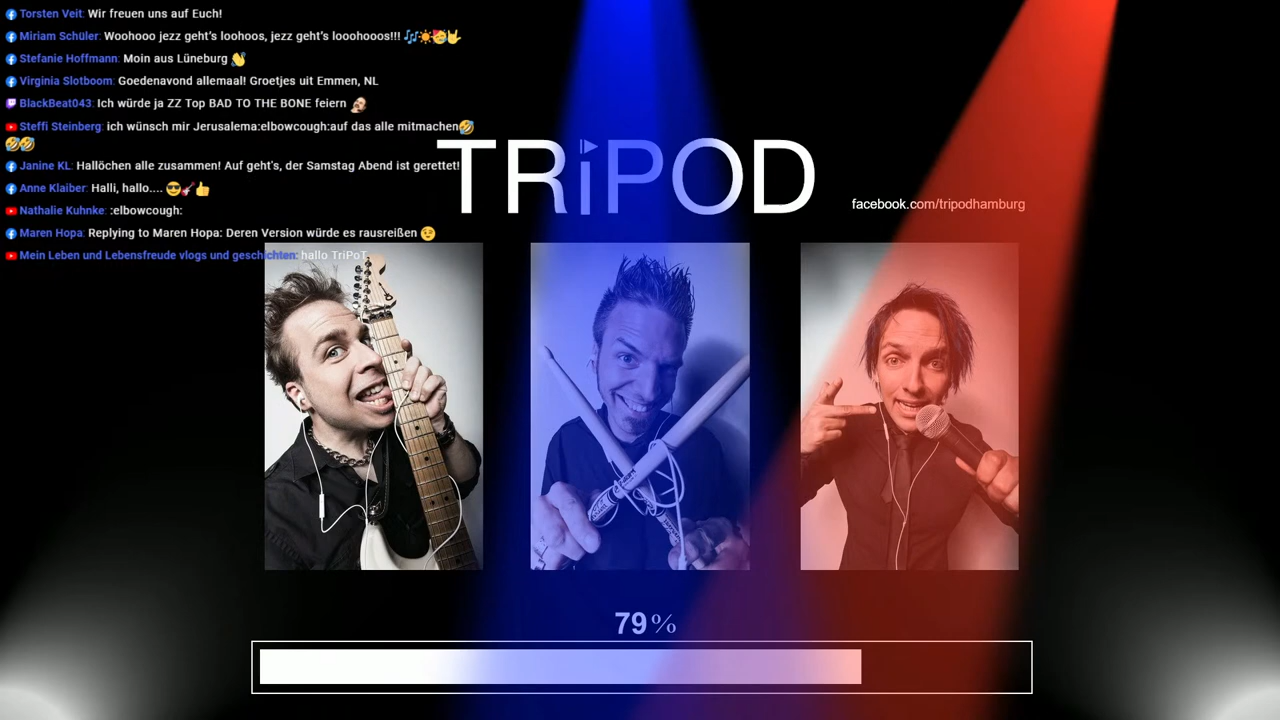 Torsten Veit: Wir freuen uns auf Euch!
Miriam Schüler: Woohooo jezz geht's loohoos, jezz geht's looohooos!!! 🎶☀️🥳🤟
Stefanie Hoffmann: Moin aus Lüneburg 👋
Virginia Slotboom: Goedenavond allemaal! Groetjes uit Emmen, NL
BlackBeat043: Ich würde ja ZZ Top BAD TO THE BONE feiern
Steffi Steinberg: ich wünsch mir Jerusalema:elbowcough:auf das alle mitmachen🤣
🤣🤣
Janine KL: Hallöchen alle zusammen! Auf geht's, der Samstag Abend ist gerettet!
Anne Klaiber: Halli, hallo.... 😎🎸👍
Nathalie Kuhnke: :elbowcough:
Maren Hopa: Replying to Maren Hopa: Deren Version würde es rausreißen 😉
Mein Leben und Lebensfreude vlogs und geschichten: hallo TriPoT
TRiPOD
facebook.com/tripodhamburg
79%